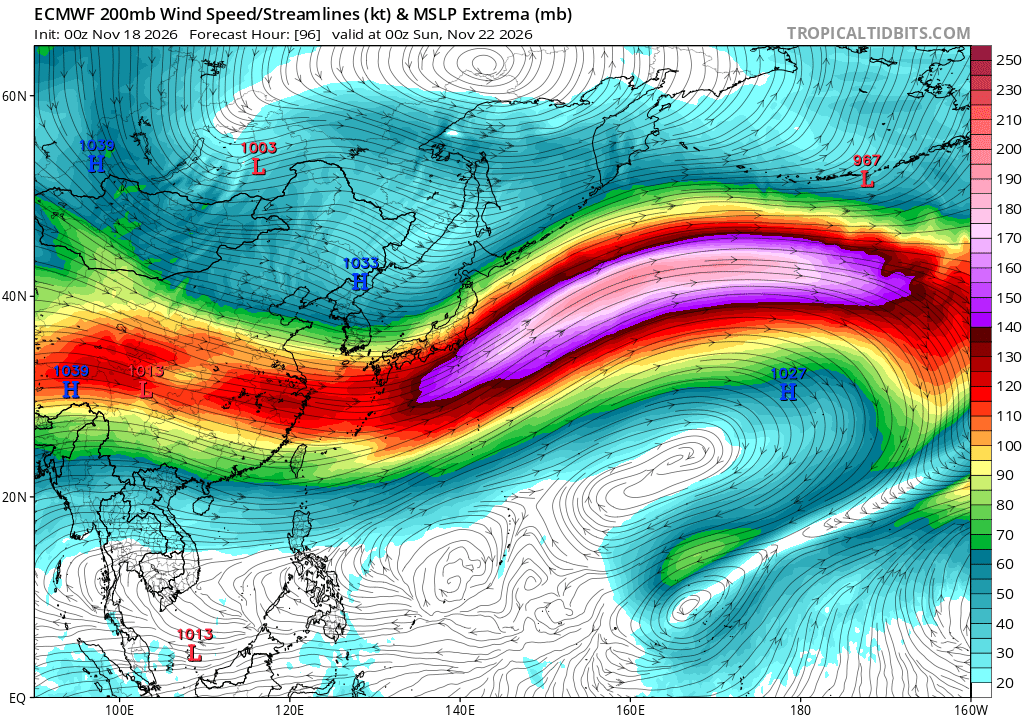 ECMWF 200mb Wind Speed/Streamlines (kt) & MSLP Extrema (mb)
Init: 00z Nov 18 2026 Forecast Hour: [96] valid at 00z Sun, Nov 22 2026
TROPICALTIDBITS.COM
250
230
210
200
190
180
170
160
150
140
130
120
110
100
90
80
70
60
50
40
30
20
60N
40N
20N
EQ
1039
H
1003
L
967
L
1033
H
1039
H
1013
L
1027
H
1013
L
100E
120E
140E
160E
180
160W